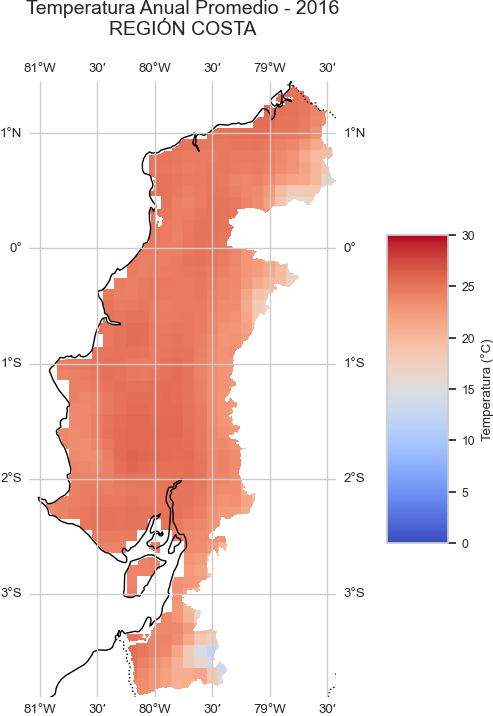 Temperatura Anual Promedio - 2016
REGIÓN COSTA
81°W 30' 80°W 30' 79°W 30'
1°N 1°N
0° 0°
1°S 1°S
2°S 2°S
3°S 3°S
81°W 30' 80°W 30' 79°W 30'
30
25
20
15
10
5
0
Temperatura (°C)